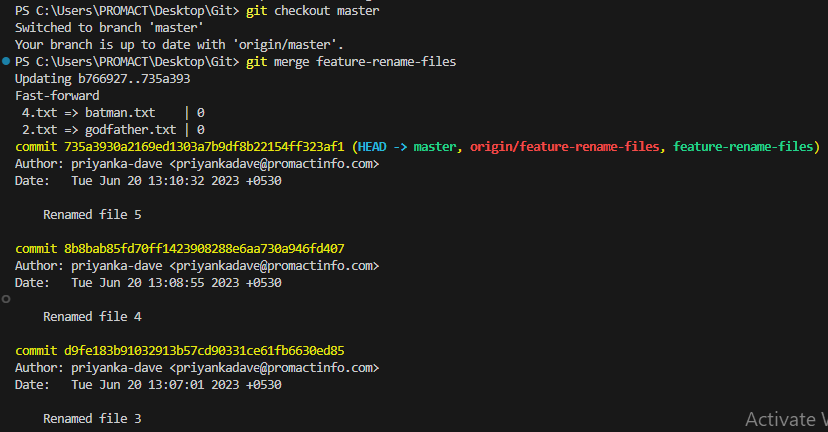 PS C:\Users\PROMACT\Desktop\Git> git checkout master
Switched to branch 'master'
Your branch is up to date with 'origin/master'.
PS C:\Users\PROMACT\Desktop\Git> git merge feature-rename-files
Updating b766927..735a393
Fast-forward
 4.txt => batman.txt    | 0
 2.txt => godfather.txt | 0
commit 735a3930a2169ed1303a7b9df8b22154ff323af1 (HEAD -> master, origin/feature-rename-files, feature-rename-files)
Author: priyanka-dave <priyankadave@promactinfo.com>
Date:   Tue Jun 20 13:10:32 2023 +0530
    Renamed file 5
commit 8b8bab85fd70ff1423908288e6aa730a946fd407
Author: priyanka-dave <priyankadave@promactinfo.com>
Date:   Tue Jun 20 13:08:55 2023 +0530
    Renamed file 4
commit d9fe183b91032913b57cd90331ce61fb6630ed85
Author: priyanka-dave <priyankadave@promactinfo.com>
Date:   Tue Jun 20 13:07:01 2023 +0530
    Renamed file 3
Activate